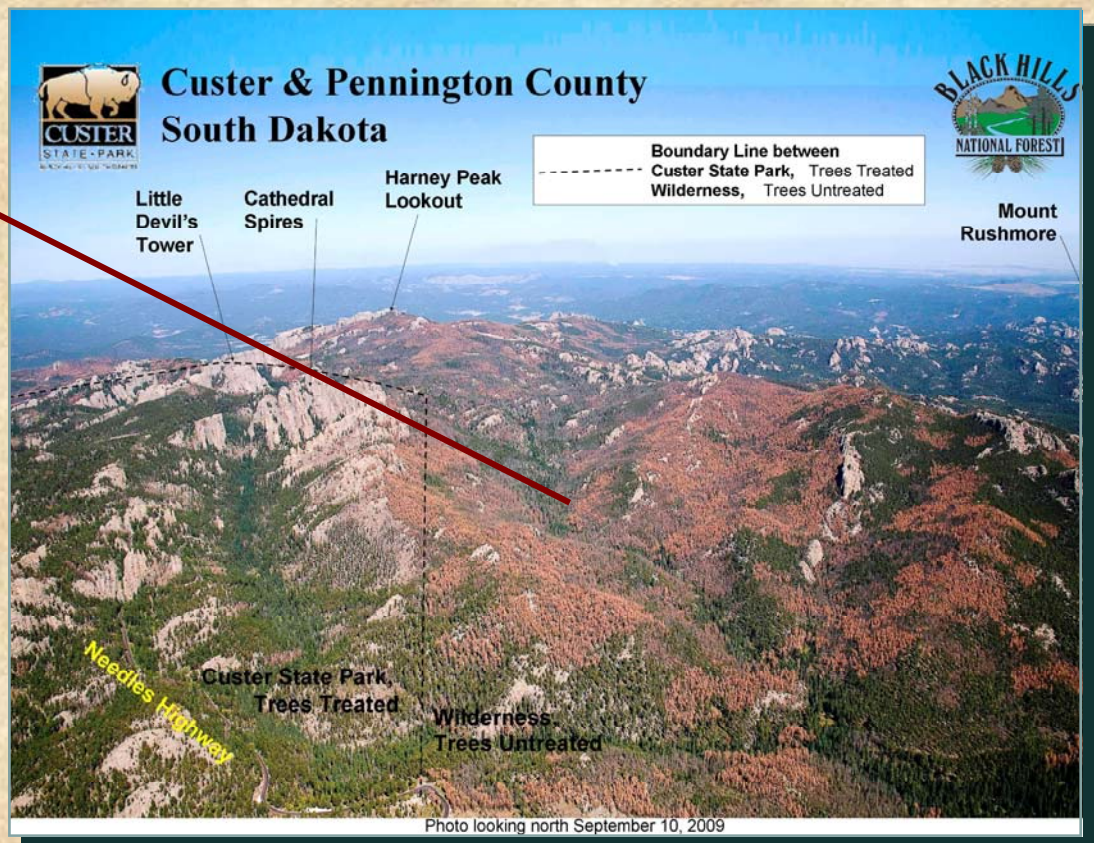 Custer & Pennington County
South Dakota
CUSTER
STATE-PARK
BLACK HILLS
NATIONAL FOREST
Boundary Line between
Custer State Park, Trees Treated
Wilderness, Trees Untreated
Little
Devil's
Tower
Cathedral
Spires
Harney Peak
Lookout
Mount
Rushmore
Needles Highway
Custer State Park,
Trees Treated
Wilderness,
Trees Untreated
Photo looking north September 10, 2009